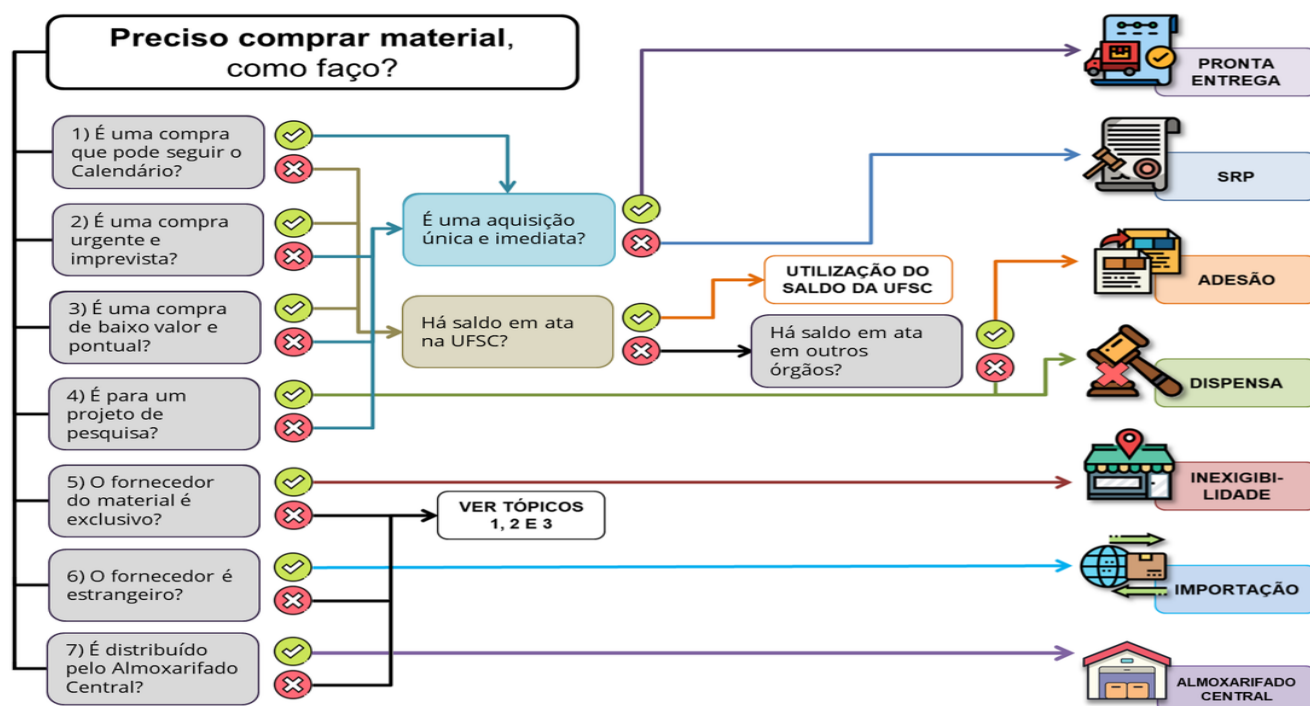 Preciso comprar material,
como faço?
1) É uma compra
que pode seguir o
Calendário?
2) É uma compra
urgente e
imprevista?
3) É uma compra
de baixo valor e
pontual?
4) É para um
projeto de
pesquisa?
5) O fornecedor
do material é
exclusivo?
6) O fornecedor é
estrangeiro?
7) É distribuído
pelo Almoxarifado
Central?
É uma aquisição
única e imediata?
Há saldo em ata
na UFSC?
UTILIZAÇÃO DO
SALDO DA UFSC
Há saldo em ata
em outros
órgãos?
VER TÓPICOS
1, 2 E 3
PRONTA
ENTREGA
SRP
ADESÃO
DISPENSA
INEXIGIBI-
LIDADE
IMPORTAÇÃO
ALMOXARIFADO
CENTRAL